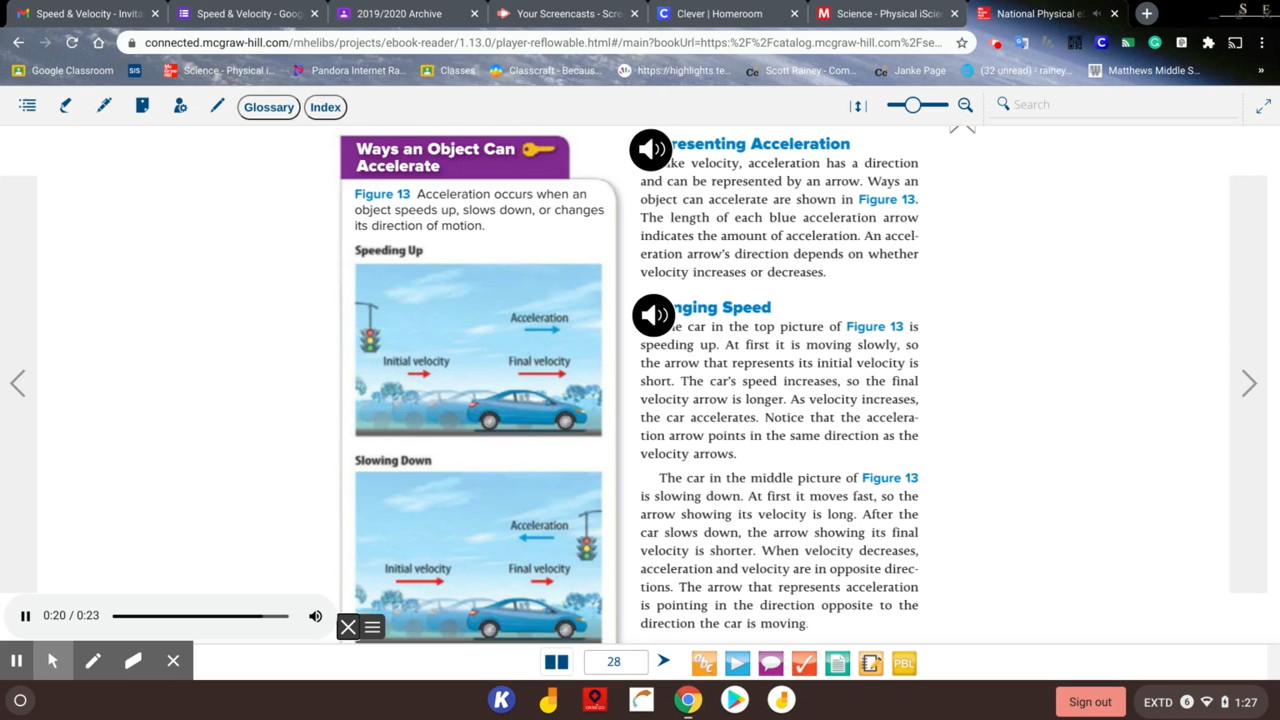 Speed & Velocity - Invita
Speed & Velocity - Goog
2019/2020 Archive
Your Screencasts - Scre
Clever | Homeroom
Science - Physical iScien
National Physical eS
S E
connected.mcgraw-hill.com/mhelibs/projects/ebook-reader/1.13.0/player-reflowable.html#/main?bookUrl=https:%2F%2Fcatalog.mcgraw-hill.com%2Fse...
Google Classroom
SIS
Science - Physical i...
Pandora Internet Ra...
Classes
Classcraft - Becaus...
https://highlights.te...
Scott Rainey - Com...
Janke Page
(32 unread) - rainey...
Matthews Middle S...
»
Glossary
Index
Search
Ways an Object Can
Accelerate
Figure 13 Acceleration occurs when an
object speeds up, slows down, or changes
its direction of motion.
Speeding Up
Acceleration
Initial velocity
Final velocity
Slowing Down
Acceleration
Initial velocity
Final velocity
resenting Acceleration
ke velocity, acceleration has a direction
and can be represented by an arrow. Ways an
object can accelerate are shown in Figure 13.
The length of each blue acceleration arrow
indicates the amount of acceleration. An accel-
eration arrow's direction depends on whether
velocity increases or decreases.
nging Speed
e car in the top picture of Figure 13 is
speeding up. At first it is moving slowly, so
the arrow that represents its initial velocity is
short. The car's speed increases, so the final
velocity arrow is longer. As velocity increases,
the car accelerates. Notice that the accelera-
tion arrow points in the same direction as the
velocity arrows.
The car in the middle picture of Figure 13
is slowing down. At first it moves fast, so the
arrow showing its velocity is long. After the
car slows down, the arrow showing its final
velocity is shorter. When velocity decreases,
acceleration and velocity are in opposite direc-
tions. The arrow that represents acceleration
is pointing in the direction opposite to the
direction the car is moving.
0:20 / 0:23
28
abc
PBL
Sign out
EXTD
6
1:27